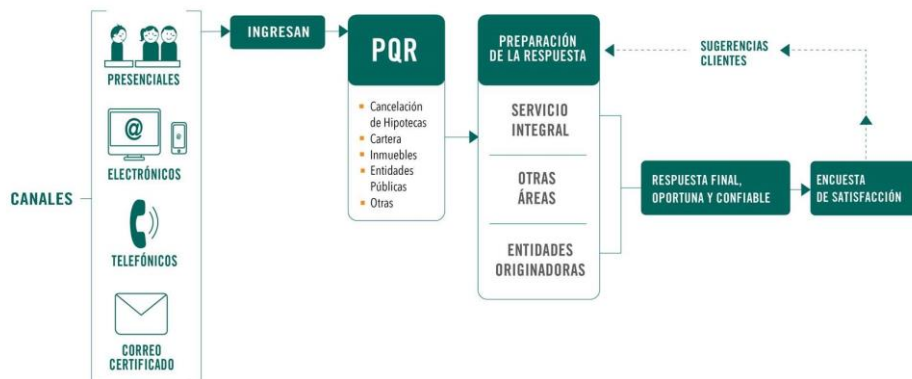 CANALES
PRESENCIALES
@
ELECTRÓNICOS
@
TELEFÓNICOS
CORREO
CERTIFICADO
INGRESAN
PQR
Cancelación
de Hipotecas
Cartera
Inmuebles
Entidades
Públicas
Otras
PREPARACIÓN
DE LA RESPUESTA
SERVICIO
INTEGRAL
OTRAS
ÁREAS
ENTIDADES
ORIGINADORAS
RESPUESTA FINAL,
OPORTUNA Y CONFIABLE
ENCUESTA
DE SATISFACCIÓN
SUGERENCIAS
CLIENTES